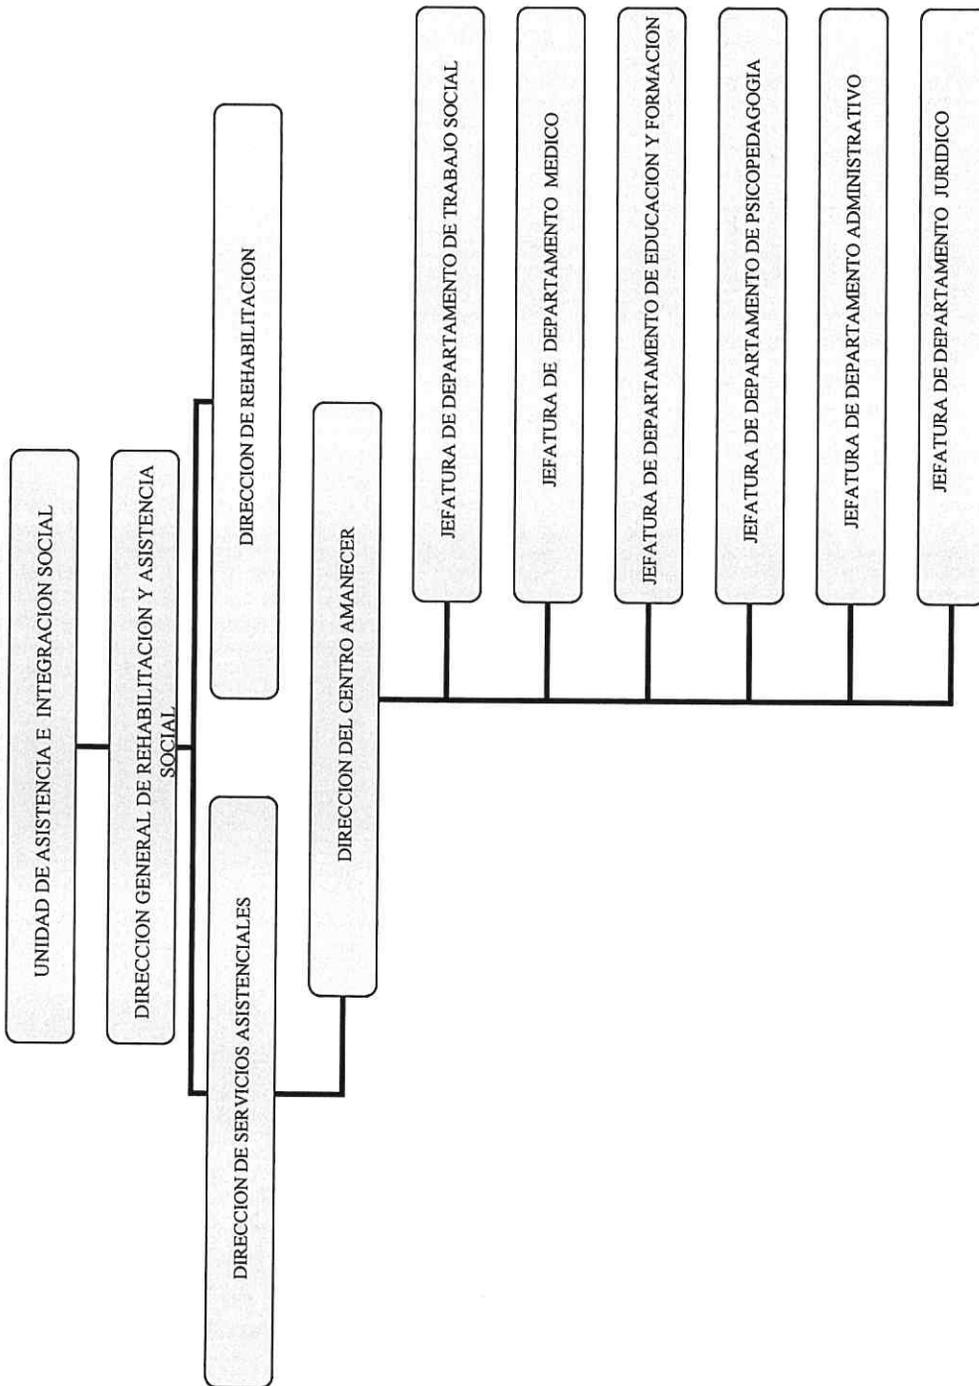 UNIDAD DE ASISTENCIA E INTEGRACION SOCIAL
DIRECCION GENERAL DE REHABILITACION Y ASISTENCIA
SOCIAL
DIRECCION DE SERVICIOS ASISTENCIALES
DIRECCION DE REHABILITACION
DIRECCION DEL CENTRO AMANECER
JEFATURA DE DEPARTAMENTO DE TRABAJO SOCIAL
JEFATURA DE DEPARTAMENTO MEDICO
JEFATURA DE DEPARTAMENTO DE EDUCACION Y FORMACION
JEFATURA DE DEPARTAMENTO DE PSICOPEDAGOGIA
JEFATURA DE DEPARTAMENTO ADMINISTRATIVO
JEFATURA DE DEPARTAMENTO JURIDICO